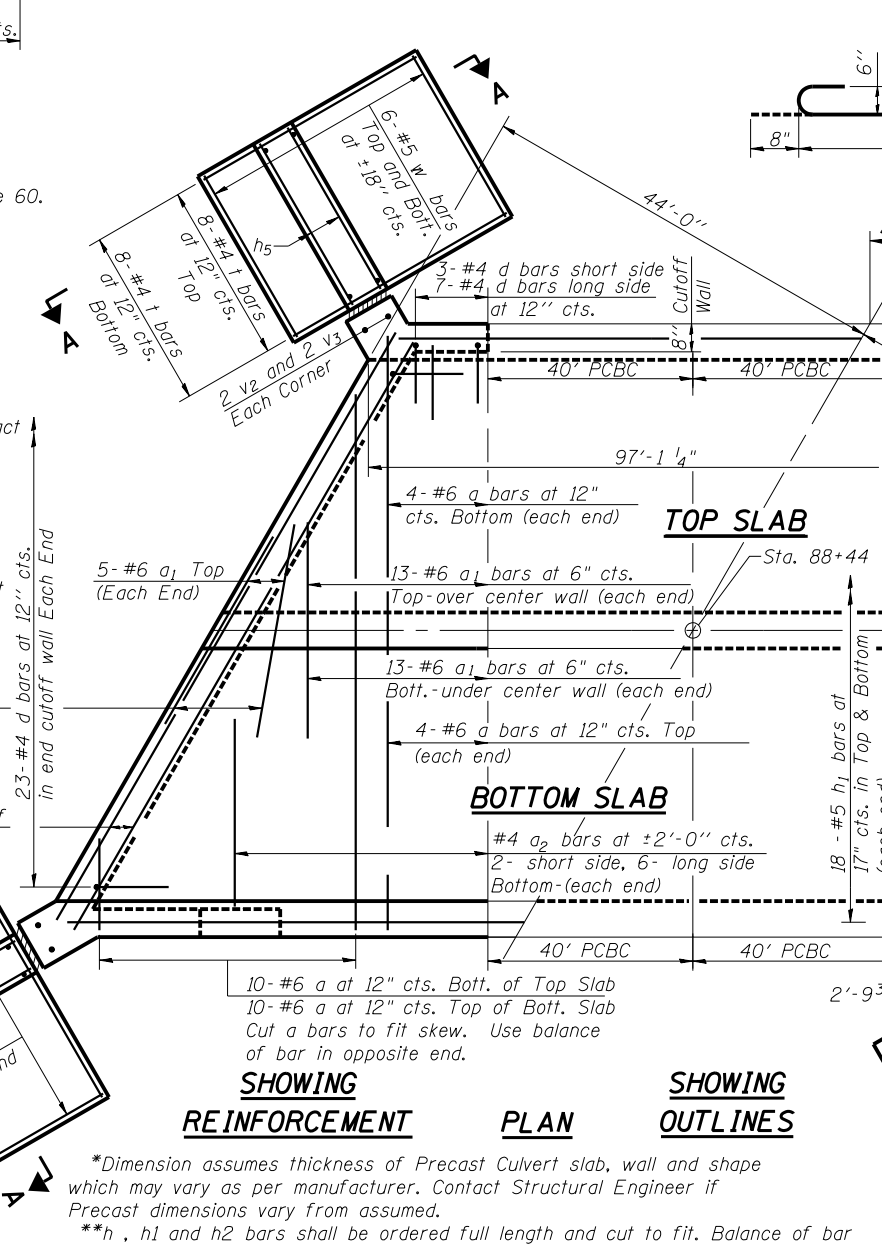 ts.
e 60.
act
6''
8"
44'-0''
A
6-#5 w bars
Top and Bott.
at ±18'' cts.
h5
8-#4 t bars
at 12'' cts.
Top
8-#4 t bars
at 12'' cts.
Bottom
A
3-#4 d bars short side
7-#4 d bars long side
at 12'' cts.
8'' Cutoff
Wall
2 v2 and 2 v3
Each Corner
40' PCBC
40' PCBC
97'-1 1/4"
4-#6 a bars at 12"
cts. Bottom (each end)
TOP SLAB
Sta. 88+44
5-#6 a1 Top
(Each End)
13-#6 a1 bars at 6" cts.
Top-over center wall (each end)
23-#4 d bars at 12'' cts.
in end cutoff wall Each End
13-#6 a1 bars at 6" cts.
Bott.-under center wall (each end)
4-#6 a bars at 12" cts. Top
(each end)
18 - #5 h1 bars at
17" cts. in Top & Bottom
(each end)
BOTTOM SLAB
#4 a2 bars at ±2'-0'' cts.
2- short side, 6- long side
Bottom-(each end)
40' PCBC
40' PCBC
10-#6 a at 12" cts. Bott. of Top Slab
10-#6 a at 12" cts. Top of Bott. Slab
Cut a bars to fit skew. Use balance
of bar in opposite end.
2'-9
nd
A
SHOWING
REINFORCEMENT
PLAN
SHOWING
OUTLINES
*Dimension assumes thickness of Precast Culvert slab, wall and shape
which may vary as per manufacturer. Contact Structural Engineer if
Precast dimensions vary from assumed.
**h , h1 and h2 bars shall be ordered full length and cut to fit. Balance of bar